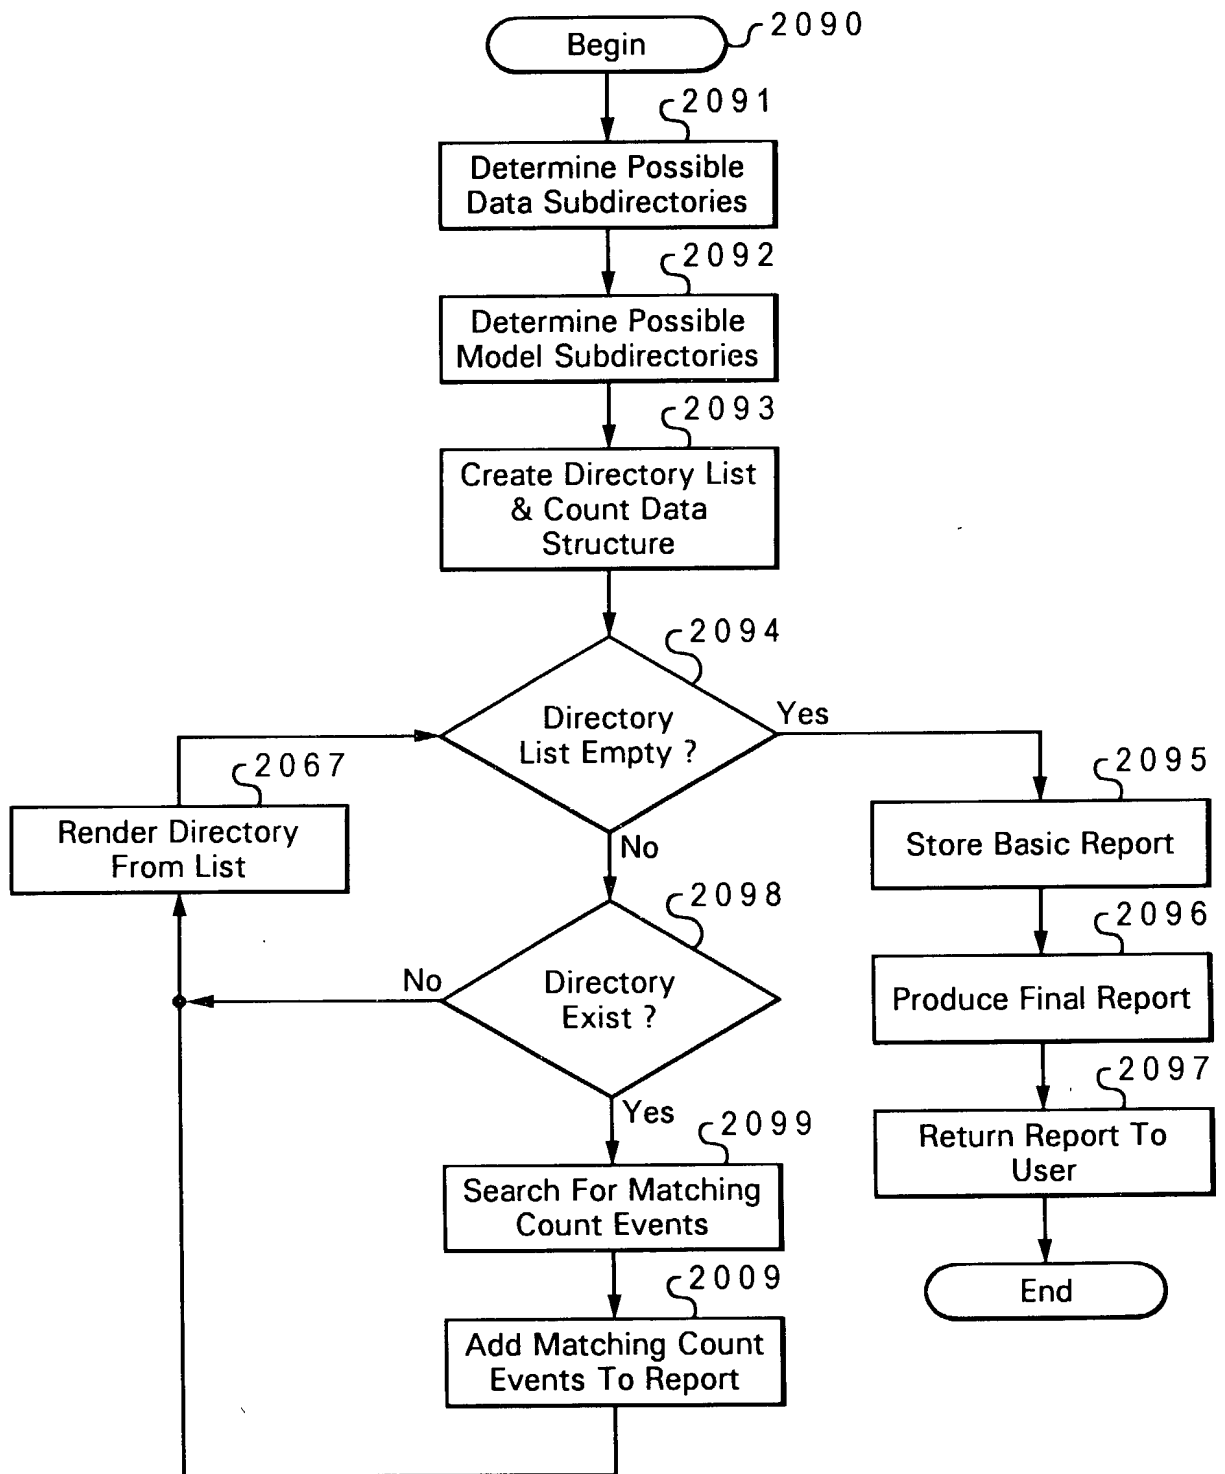 Begin
2090
2091
Determine Possible
Data Subdirectories
2092
Determine Possible
Model Subdirectories
2093
Create Directory List
& Count Data
Structure
2094
Directory
List Empty ?
Yes
No
2067
Render Directory
From List
2095
Store Basic Report
2096
Produce Final Report
2097
Return Report To
User
End
2098
Directory
Exist ?
No
Yes
2099
Search For Matching
Count Events
2009
Add Matching Count
Events To Report